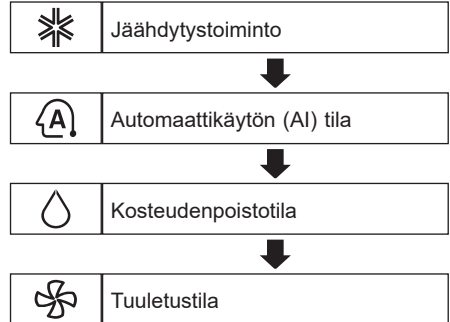 Jäähdytystoiminto
A
Automaattikäytön (AI) tila
Kosteudenpoistotila
Tuuletustila